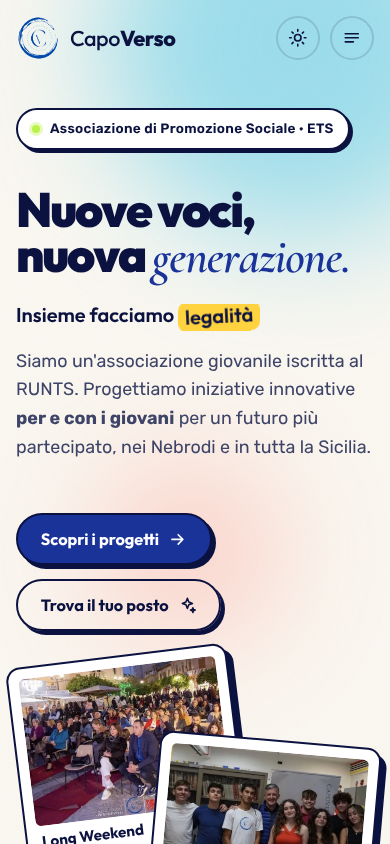 CapoVerso
Associazione di Promozione Sociale • ETS
Nuove voci,
nuova generazione.
Insieme facciamo legalità
Siamo un'associazione giovanile iscritta al
RUNTS. Progettiamo iniziative innovative
per e con i giovani per un futuro più
partecipato, nei Nebrodi e in tutta la Sicilia.
Scopri i progetti →
Trova il tuo posto
Long Weekend